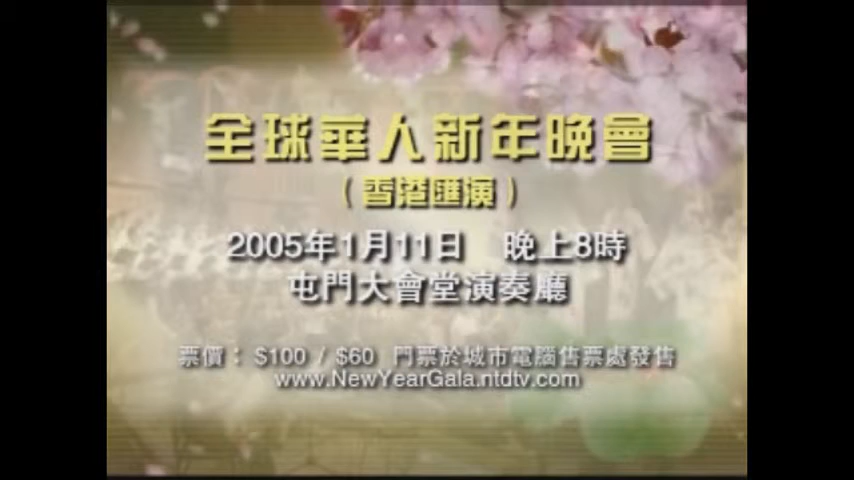 全球華人新年晚會
（香港匯演）
2005年1月11日 晚上8時
屯門大會堂演奏廳
票價： $100 / $60 門票於城市電腦售票處發售
www.NewYearGala.ntdtv.com